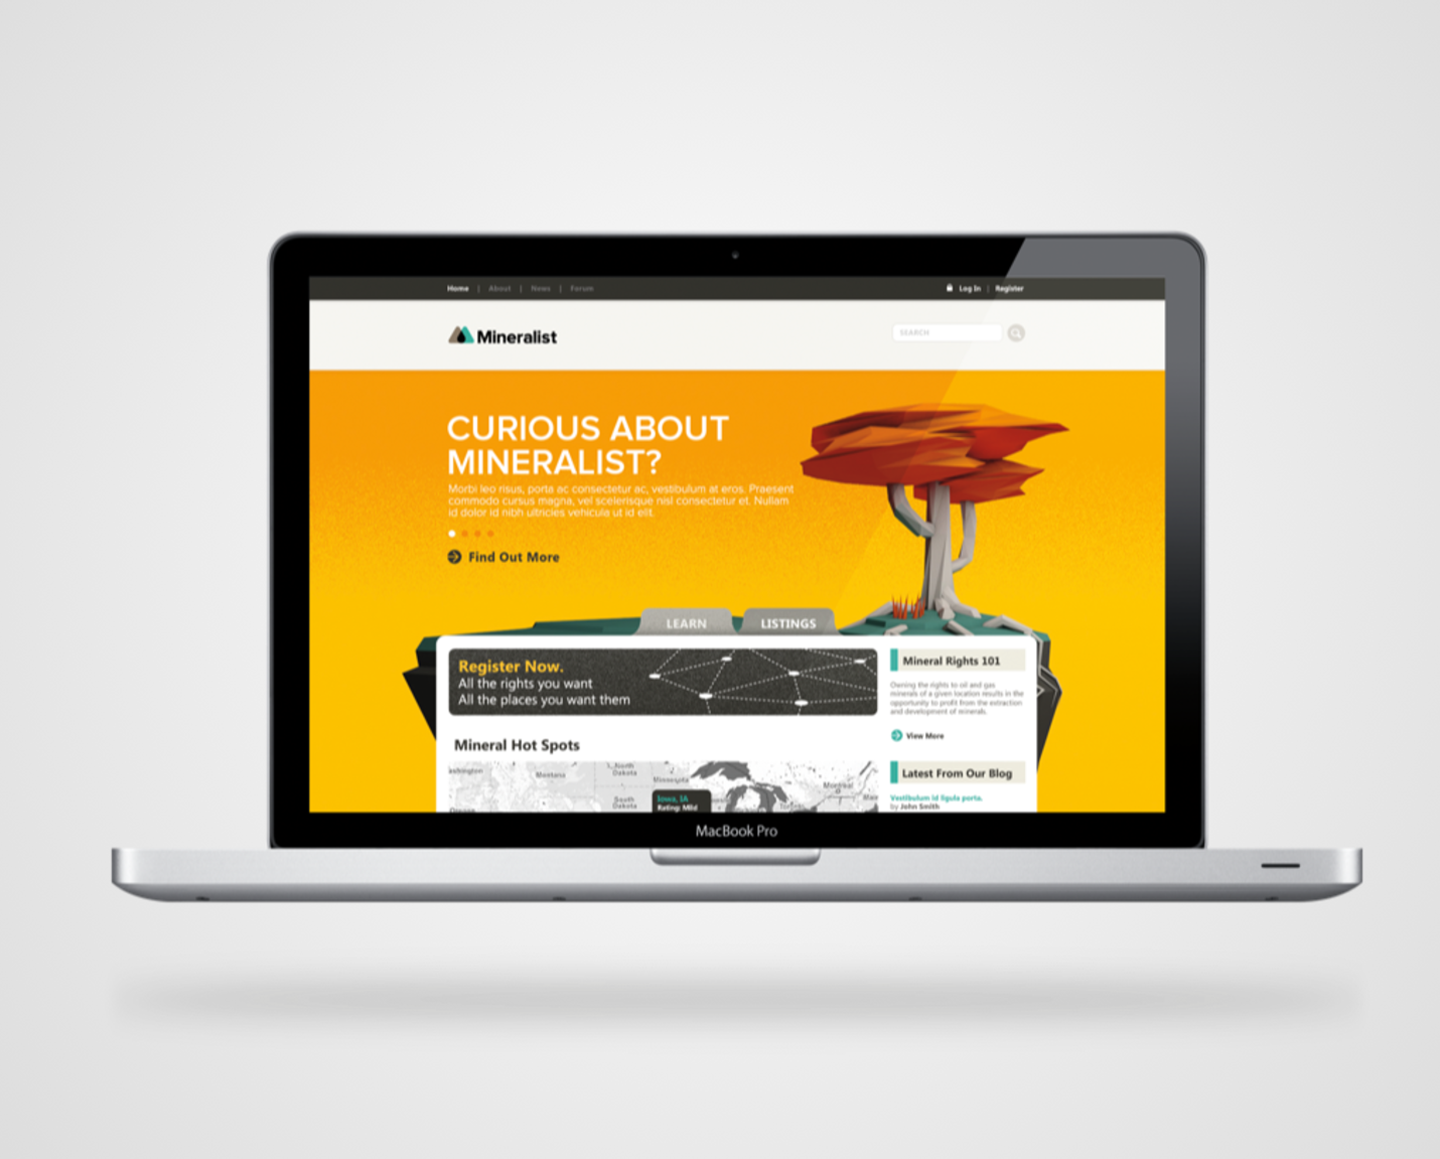 Home | About | News | Forum
Log In | Register
Mineralist
SEARCH
CURIOUS ABOUT
MINERALIST?
Morbi leo risus, porta ac consectetur ac, vestibulum at eros. Praesent
commodo cursus magna, vel scelerisque nisl consectetur et. Nullam
id dolor id nibh ultricies vehicula ut id elit.
Find Out More
LEARN
LISTINGS
Register Now.
All the rights you want
All the places you want them
Mineral Hot Spots
Montana
North
Dakota
South
Dakota
Minnesota
Iowa, IA
Rating: Mild
Montreal
Mineral Rights 101
Owning the rights to oil and gas
minerals of a given location results in the
opportunity to profit from the extraction
and development of minerals.
View More
Latest From Our Blog
Vestibulum id ligula porta.
by John Smith
MacBook Pro